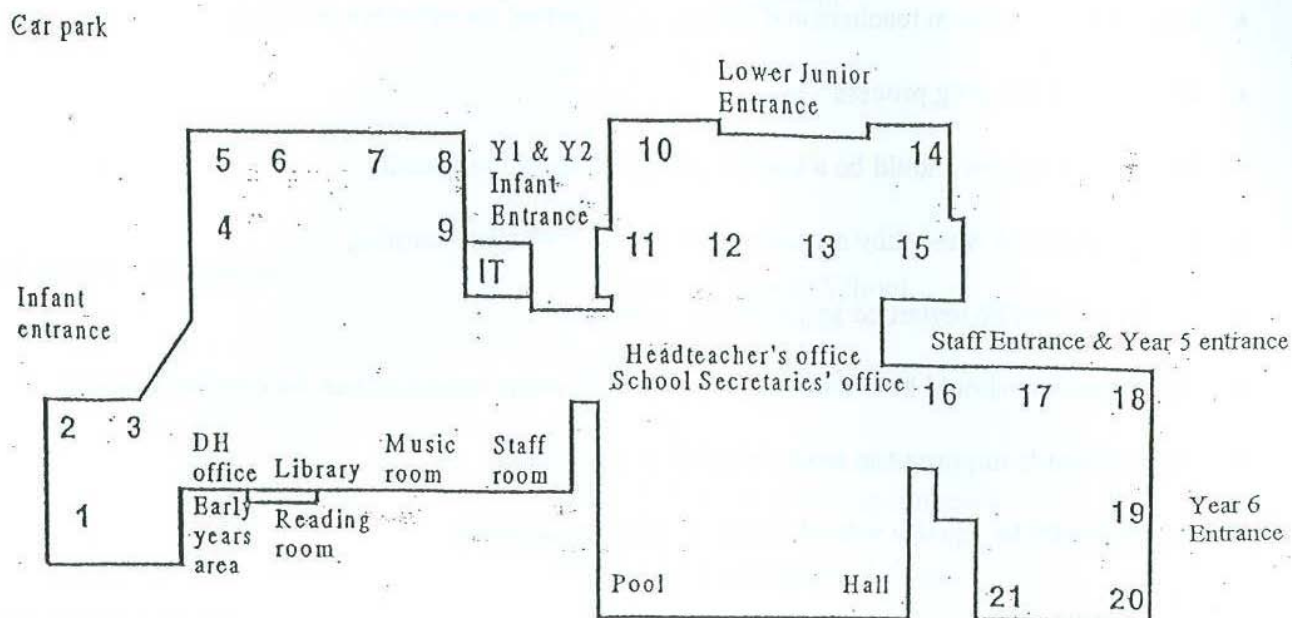 Car park
Lower Junior
Entrance
5 6 7 8
Y1 & Y2
Infant
Entrance
10
14
4
9
IT
11 12 13 15
Infant
entrance
Staff Entrance & Year 5 entrance
Headteacher's office
School Secretaries' office
16 17 18
2 3
DH
office
Library
Music
room
Staff
room
1
Early
years
area
Reading
room
19
Year 6
Entrance
Pool
Hall
21 20